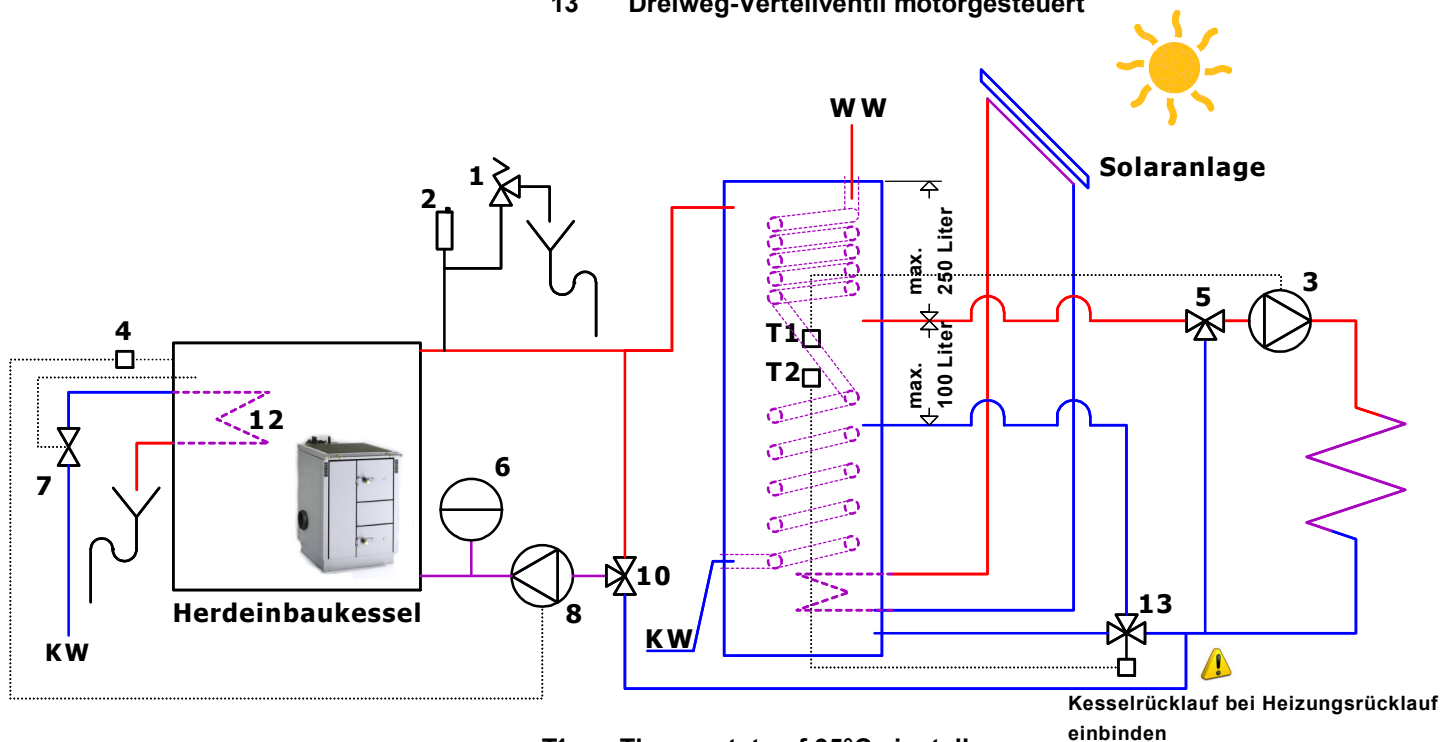 13 Dreiweg-Verteilventil motorgesteuert
WW
Solaranlage
1
2
max.
250 Liter
3
5
4
T1
T2
max.
100 Liter
12
6
7
10
13
8
Herdeinbaukessel
KW
KW
Kesselrücklauf bei Heizungsrücklauf
einbinden